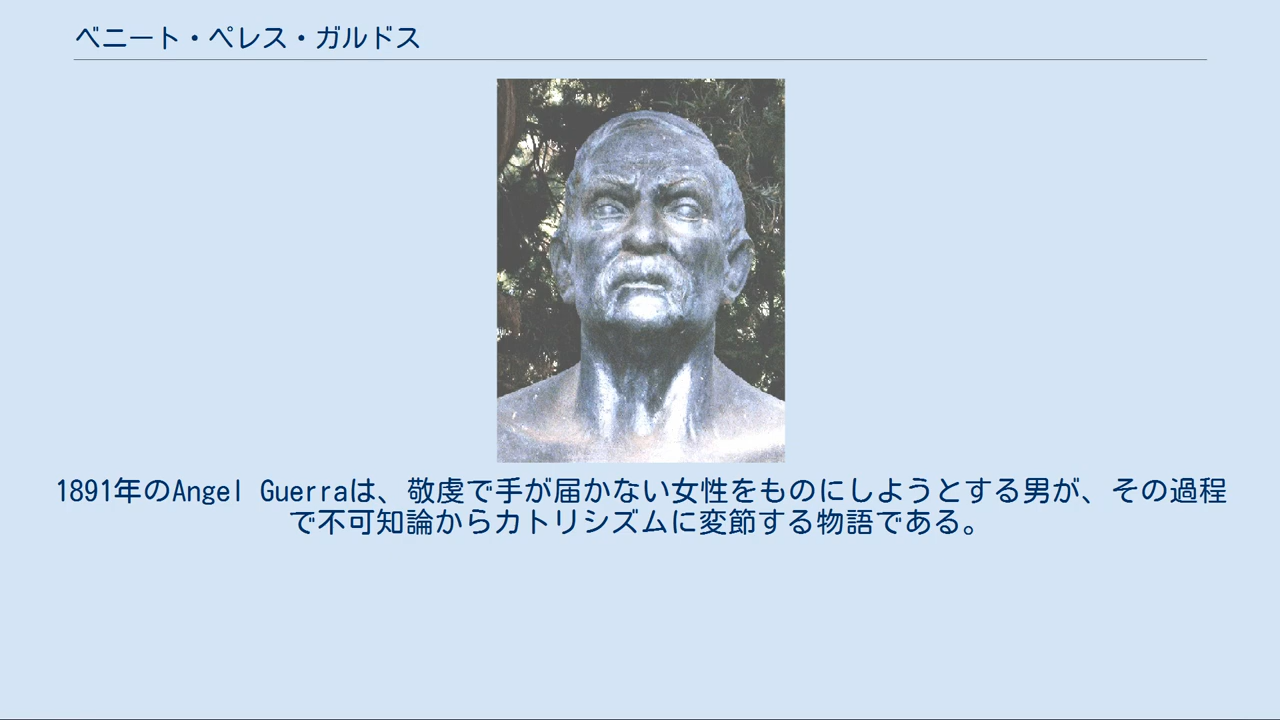 ベニート・ペレス・ガルドス
1891年のAngel Guerraは、敬虔で手が届かない女性をものにしようとする男が、その過程
で不可知論からカトリシズムに変節する物語である。